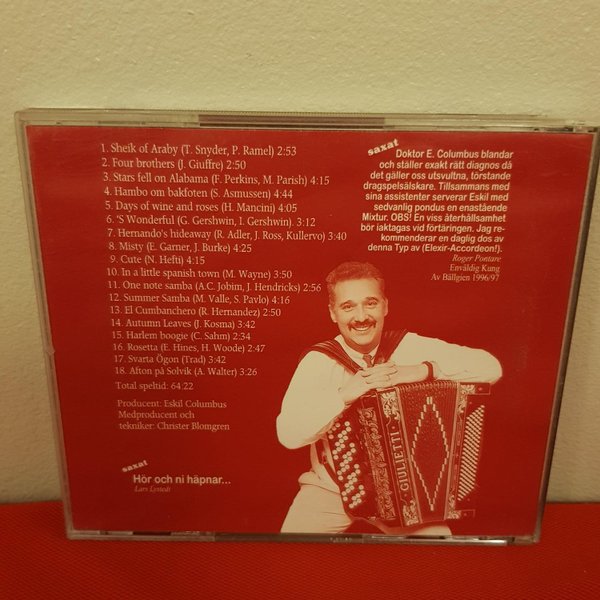 1. Sheik of Araby (T. Snyder, P. Ramel) 2:53
2. Four brothers (J. Giuffre) 2:50
3. Stars fell on Alabama (F. Perkins, M. Parish) 4:15
4. Hambo om bakfoten (S. Asmussen) 4:44
5. Days of wine and roses (H. Mancini) 4:05
6. 'S Wonderful (G. Gershwin, I. Gershwin). 3:12
7. Hernando's hideaway (R. Adler, J. Ross, Kullervo) 3:40
8. Misty (E. Garner, J. Burke) 4:25
9. Cute (N. Hefti) 4:15
10. In a little spanish town (M. Wayne) 3:50
11. One note samba (A.C. Jobim, J. Hendricks) 2:56
12. Summer Samba (M. Valle, S. Pavlo) 4:16
13. El Cumbanchero (R. Hernandez) 2:50
14. Autumn Leaves (J. Kosma) 3:42
15. Harlem boogie (C. Sahm) 2:34
16. Rosetta (E. Hines, H. Woode) 2:47
17. Svarta Ögon (Trad) 3:42
18. Afton på Solvik (A. Walter) 3:26
Total speltid: 64:22
Producent: Eskil Columbus
Medproducent och
tekniker: Christer Blomgren
saxat
Hör och ni häpnar...
Lars Lystedt
saxat
Doktor E. Columbus blandar
och ställer exakt rätt diagnos då
det gäller oss utsvultna, törstande
dragspelsälskare. Tillsammans med
sina assistenter serverar Eskil med
sedvanlig pondus en enastående
Mixtur. OBS! En viss återhållsamhet
bör iaktagas vid förtäringen. Jag re-
kommenderar en daglig dos av
denna Typ av (Elexir-Accordeon!).
Roger Pontare
Enväldig Kung
Av Bällgien 1996/97
GIULIETTI